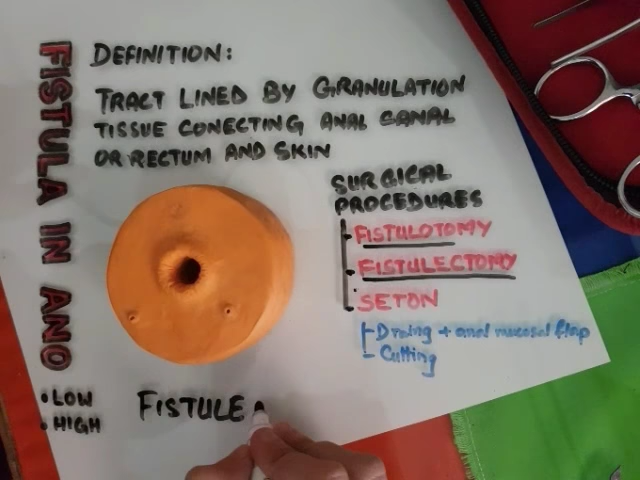 FISTULA IN ANO
DEFINITION:
TRACT LINED BY GRANULATION
TISSUE CONECTING ANAL CANAL
OR RECTUM AND SKIN
SURGICAL
PROCEDURES
FISTULOTOMY
FISTULECTOMY
SETON
Draing + anal mucosal flap
Cutting
• LOW
• HIGH
FISTULE